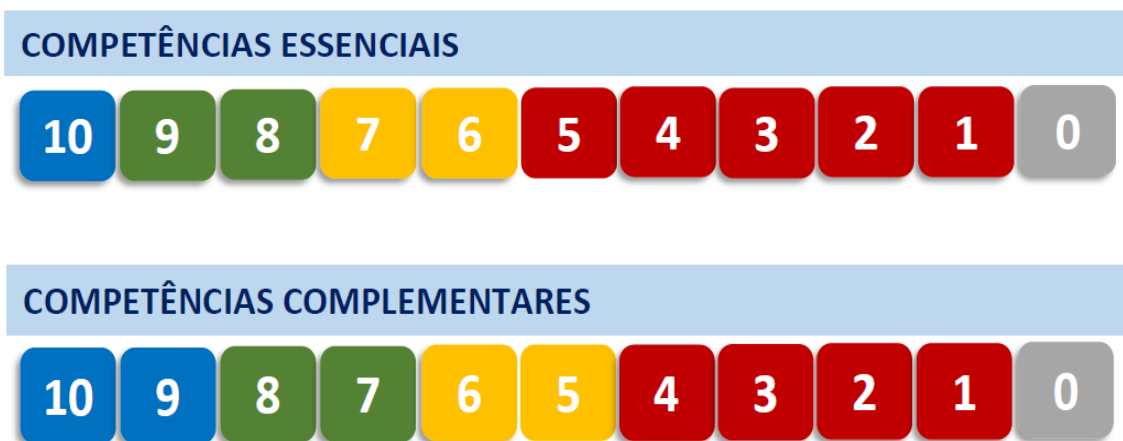 COMPETÊNCIAS ESSENCIAIS
10 9 8 7 6 5 4 3 2 1 0
COMPETÊNCIAS COMPLEMENTARES
10 9 8 7 6 5 4 3 2 1 0